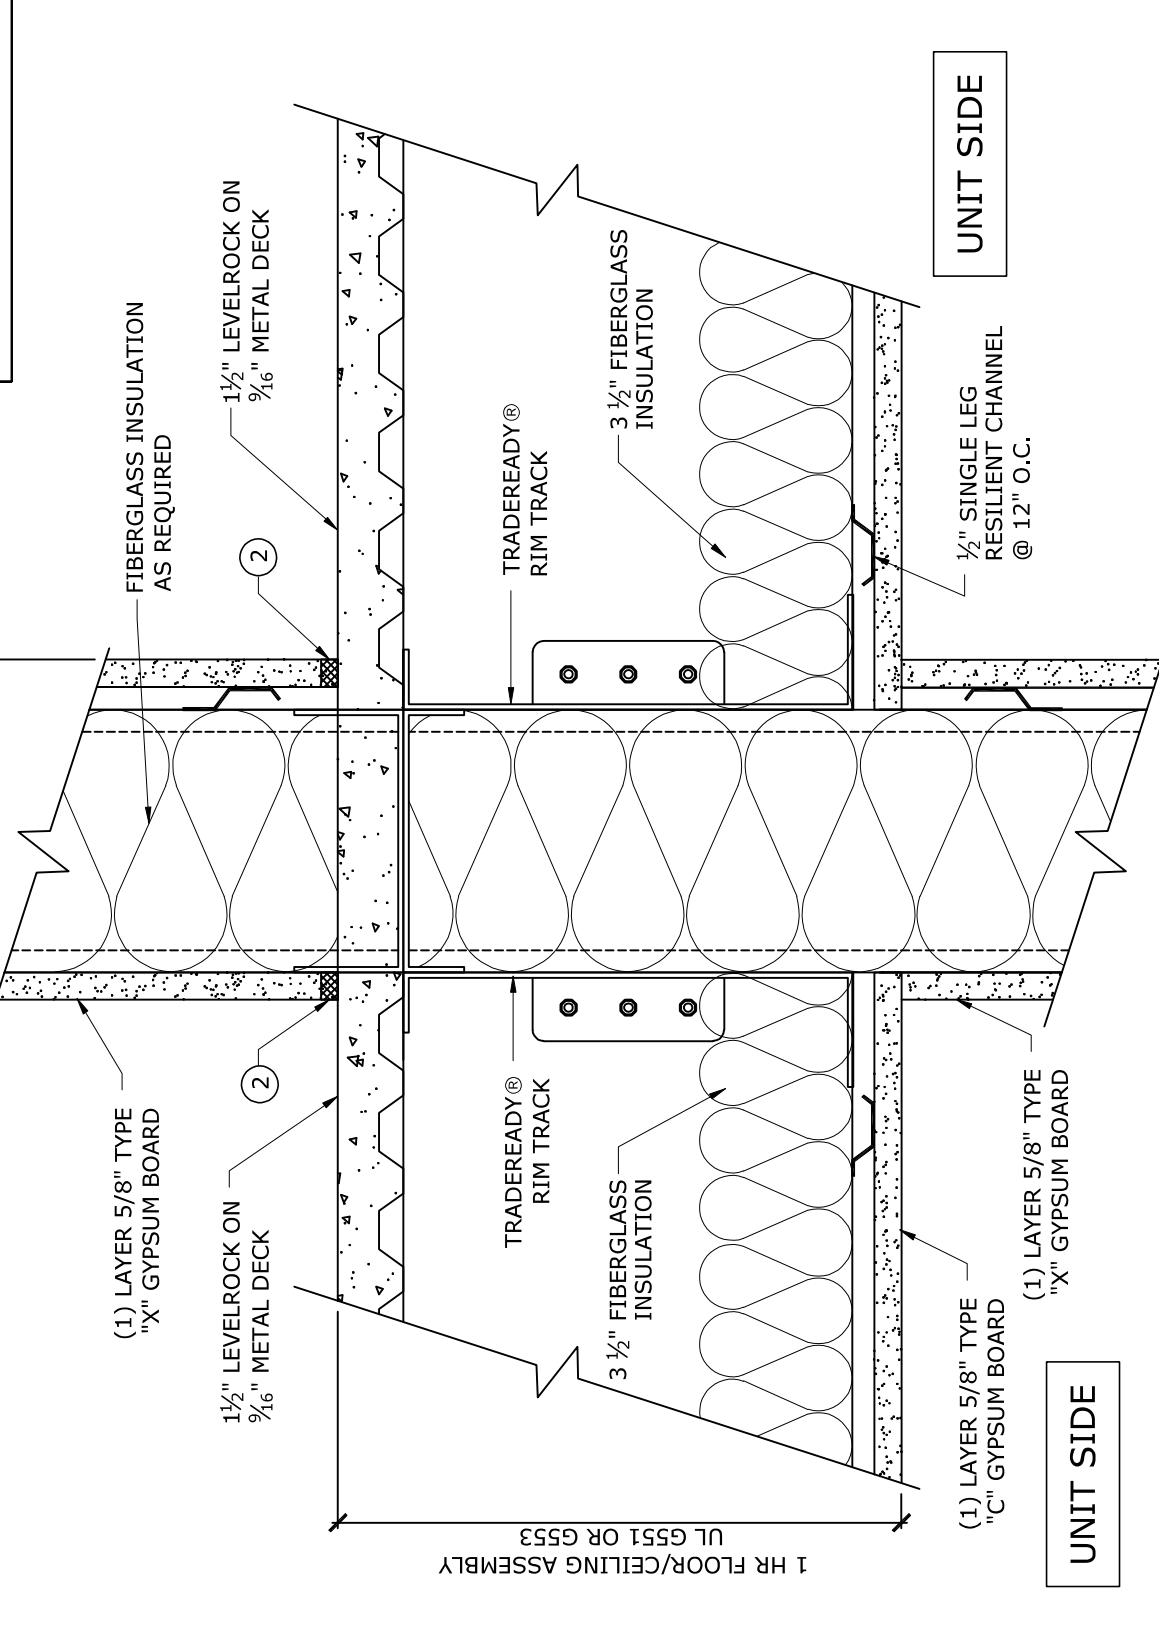 (1) LAYER 5/8" TYPE
"X" GYPSUM BOARD
FIBERGLASS INSULATION
AS REQUIRED
1½" LEVELROCK ON
9/16" METAL DECK
2
2
1½" LEVELROCK ON
9/16" METAL DECK
TRADEREADY®
RIM TRACK
TRADEREADY®
RIM TRACK
3 ½" FIBERGLASS
INSULATION
3 ½" FIBERGLASS
INSULATION
1 HR FLOOR/CEILING ASSEMBLY
UL G551 OR G553
(1) LAYER 5/8" TYPE
"C" GYPSUM BOARD
(1) LAYER 5/8" TYPE
"X" GYPSUM BOARD
½" SINGLE LEG
RESILIENT CHANNEL
@ 12" O.C.
UNIT SIDE
UNIT SIDE